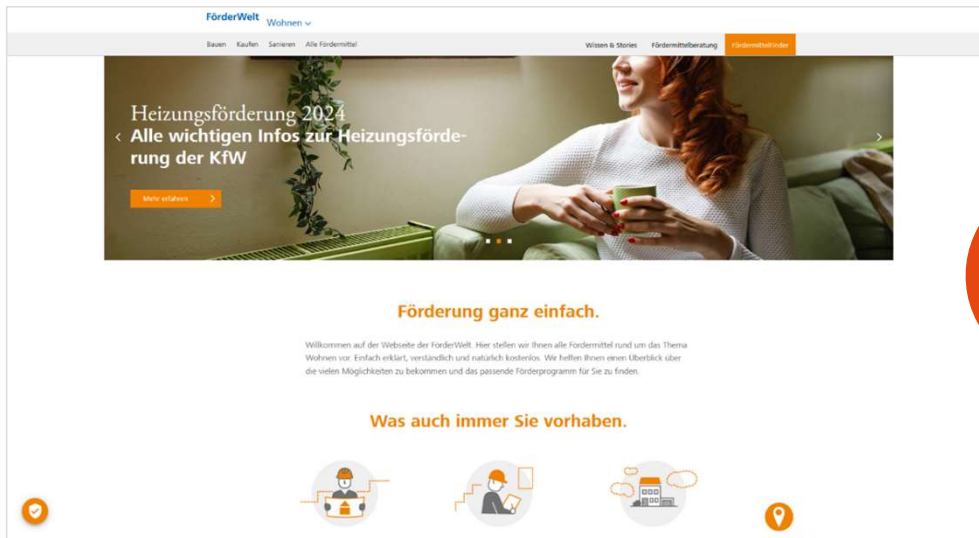 FörderWelt Wohnen
Bauen Kaufen Sanieren Alle Fördermittel Wissen & Stories Fördermittelberatung FördermittelFinder
Heizungsförderung 2024
Alle wichtigen Infos zur Heizungsförde-
rung der KfW
Mehr erfahren
Förderung ganz einfach.
Willkommen auf der Webseite der FörderWelt. Hier stellen wir Ihnen alle Fördermittel rund um das Thema
Wohnen vor. Einfach erklärt, verständlich und natürlich kostenlos. Wir helfen Ihnen einen Überblick über
die vielen Möglichkeiten zu bekommen und das passende Förderprogramm für Sie zu finden.
Was auch immer Sie vorhaben.